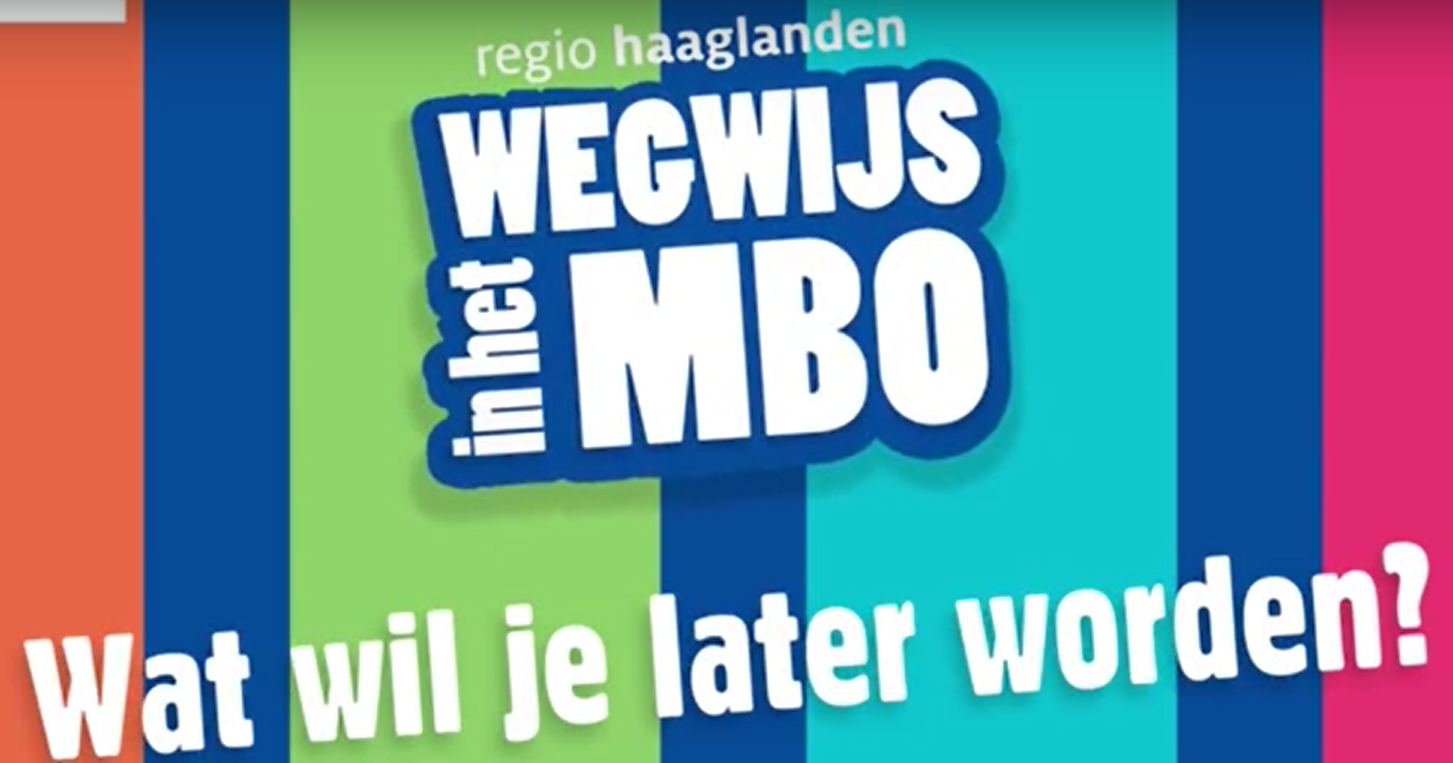 regio haaglanden
WEGWIJS
in het MBO
Wat wil je later worden?